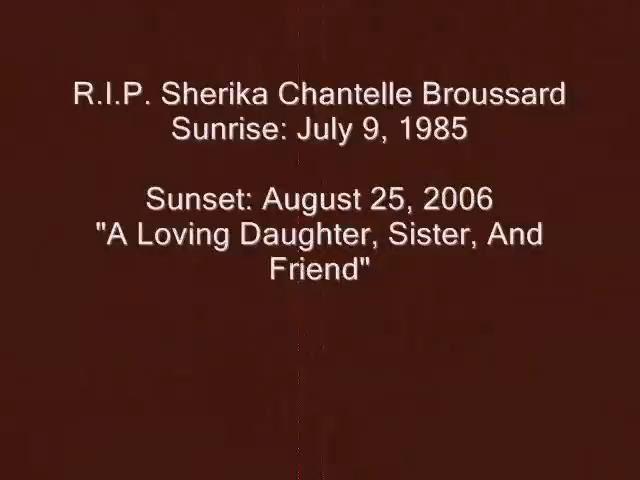 R.I.P. Sherika Chantelle Broussard
Sunrise: July 9, 1985
Sunset: August 25, 2006
"A Loving Daughter, Sister, And
Friend"